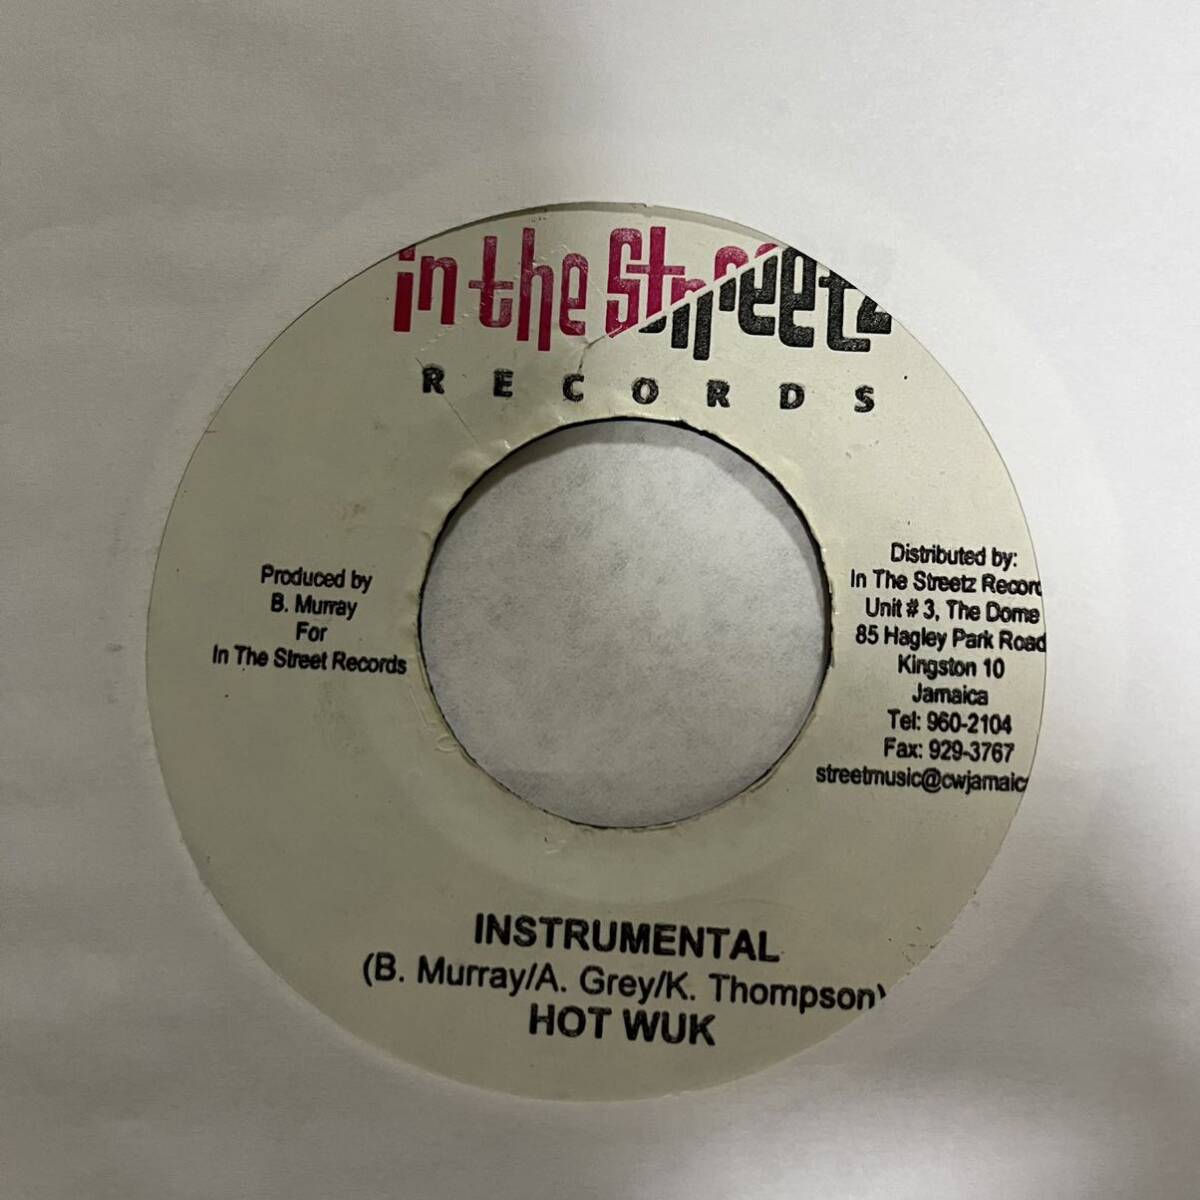 in the Streetz
RECORDS
Produced by
B. Murray
For
In The Street Records
Distributed by:
In The Streetz Record
Unit # 3, The Dome
85 Hagley Park Road
Kingston 10
Jamaica
Tel: 960-2104
Fax: 929-3767
streetmusic@cwjamaic
INSTRUMENTAL
(B. Murray/A. Grey/K. Thompson)
HOT WUK